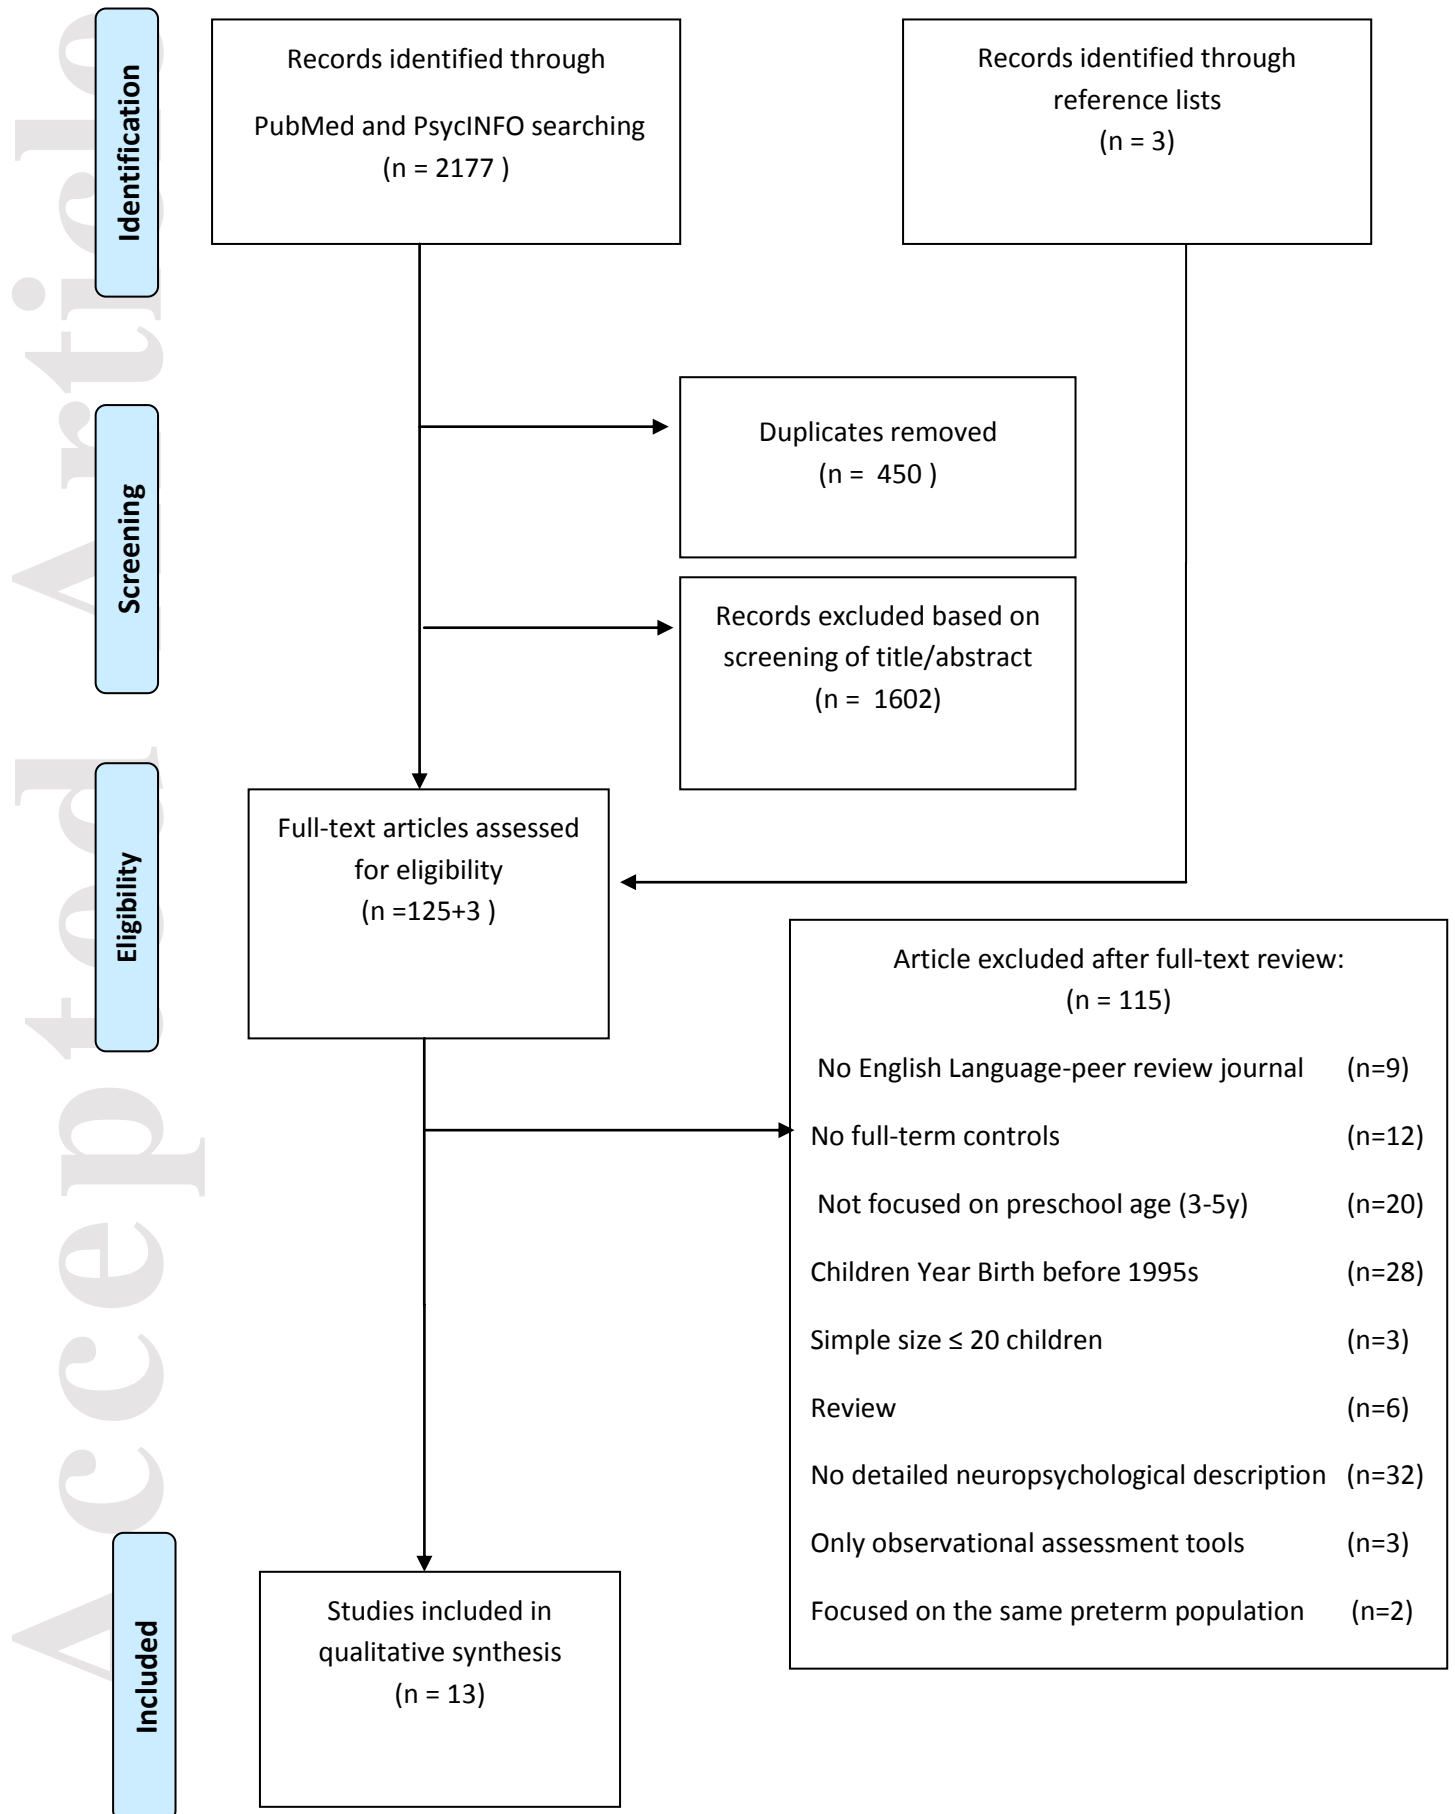 Accepted Article
Identification
Records identified through
PubMed and PsycINFO searching
(n = 2177 )
Records identified through
reference lists
(n = 3)
Screening
Duplicates removed
(n =  450 )
Records excluded based on
screening of title/abstract
(n =  1602)
Eligibility
Full-text articles assessed
for eligibility
(n =125+3 )
Article excluded after full-text review:
(n = 115)
No English Language-peer review journal (n=9)
No full-term controls (n=12)
Not focused on preschool age (3-5y) (n=20)
Children Year Birth before 1995s (n=28)
Simple size ≤ 20 children (n=3)
Review (n=6)
No detailed neuropsychological description (n=32)
Only observational assessment tools (n=3)
Focused on the same preterm population (n=2)
Included
Studies included in
qualitative synthesis
(n = 13)